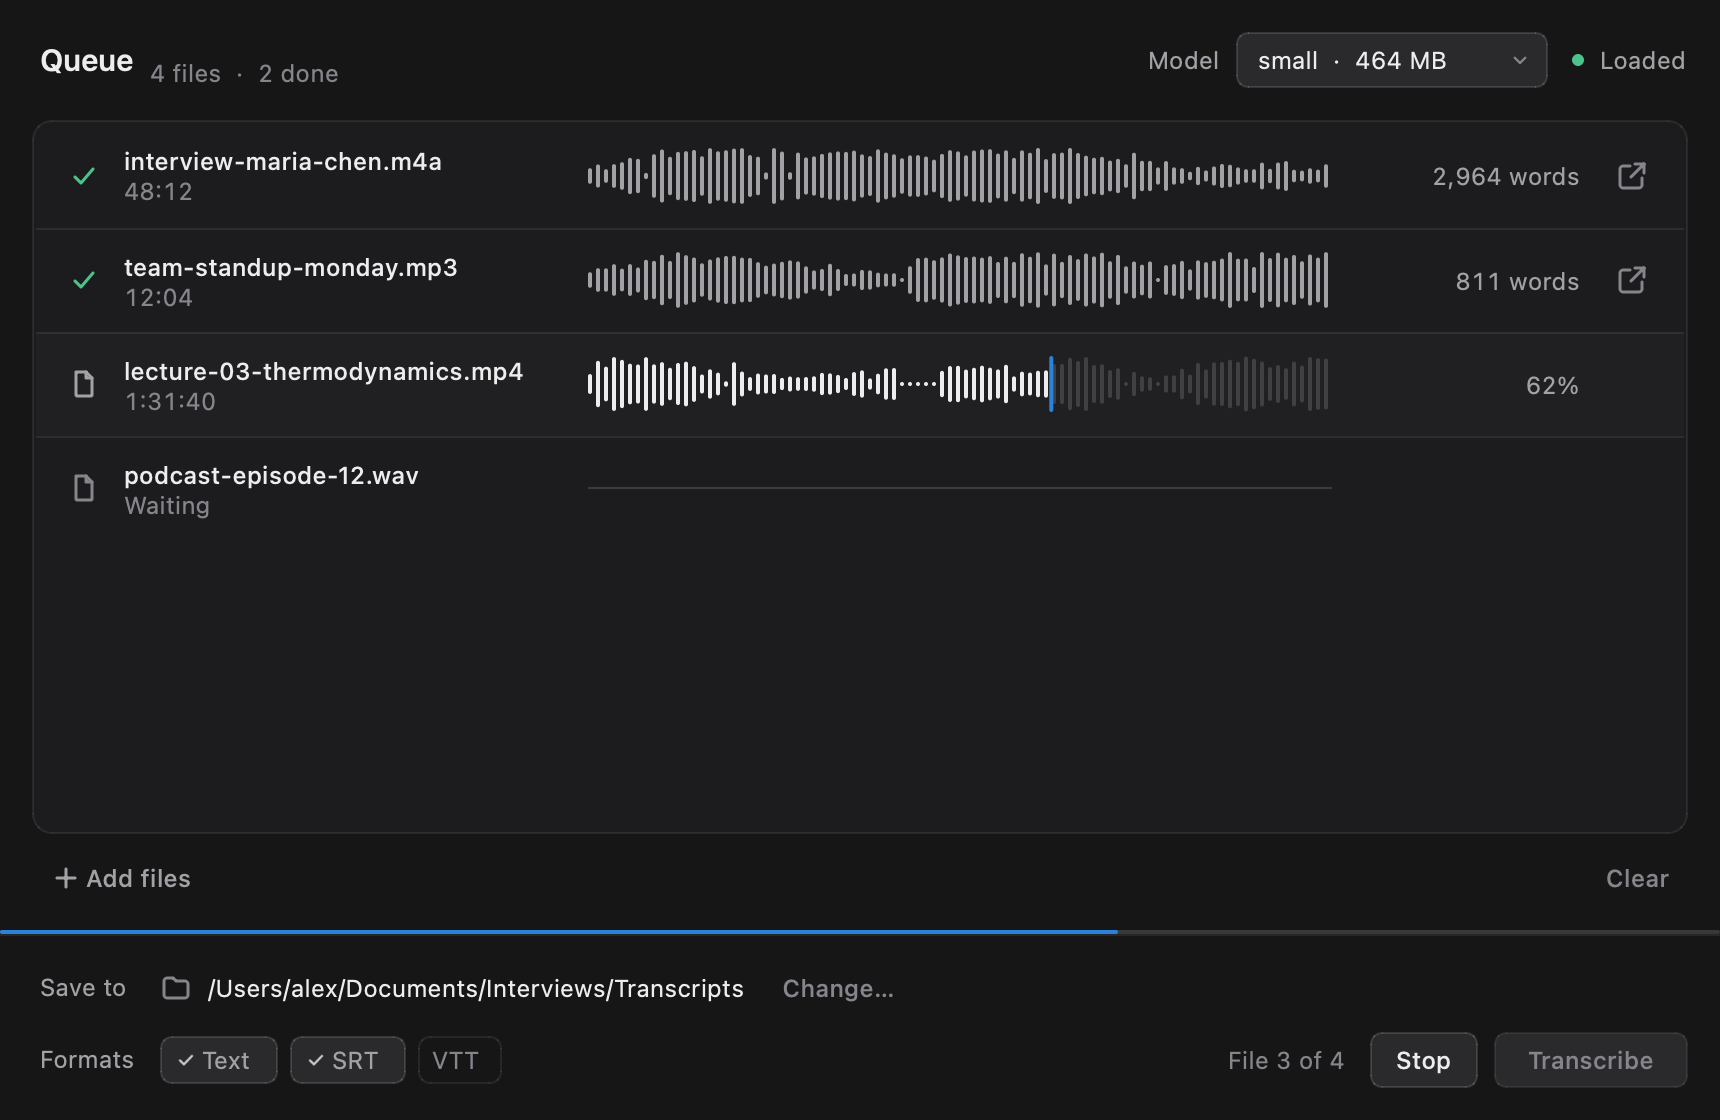 Queue 4 files · 2 done
Model small · 464 MB Loaded
interview-maria-chen.m4a
48:12
2,964 words
team-standup-monday.mp3
12:04
811 words
lecture-03-thermodynamics.mp4
1:31:40
62%
podcast-episode-12.wav
Waiting
Add files
Clear
Save to /Users/alex/Documents/Interviews/Transcripts Change...
Formats Text SRT VTT
File 3 of 4 Stop Transcribe